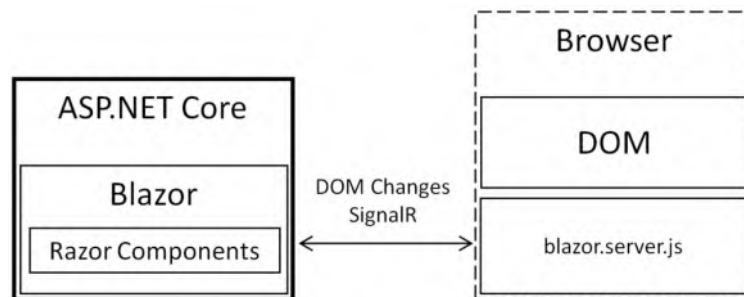 ASP.NET Core
Blazor
Razor Components
DOM Changes
SignalR
Browser
DOM
blazor.server.js